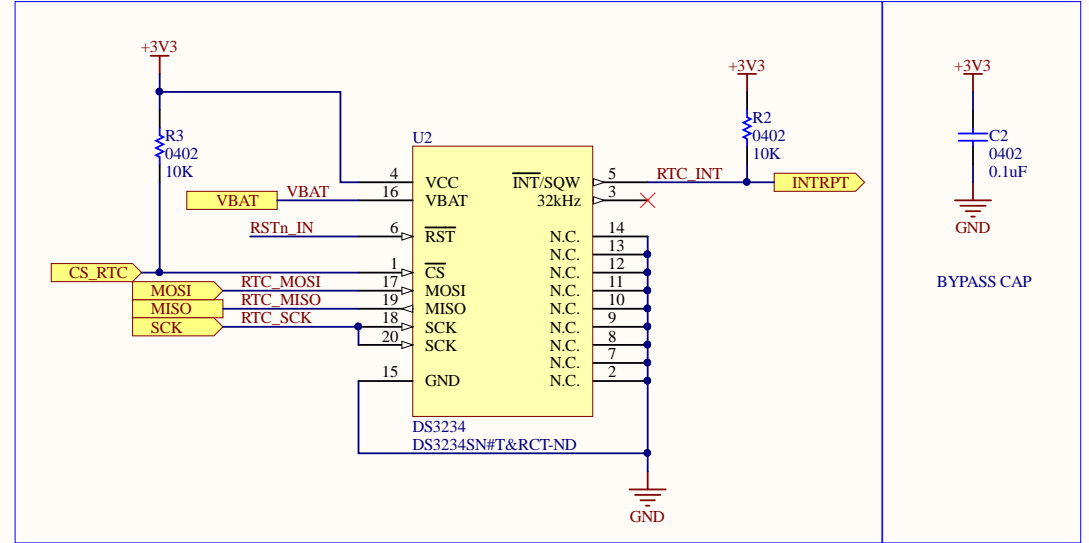 +3V3
R3
0402
10K
U2
+3V3
R2
0402
10K
+3V3
C2
0402
0.1uF
GND
BYPASS CAP
VBAT
VBAT
RSTn_IN
CS_RTC
MOSI
RTC_MOSI
MISO
RTC_MISO
SCK
RTC_SCK
4 VCC
16 VBAT
6 RST
1 CS
17 MOSI
19 MISO
18 SCK
20 SCK
15 GND
INT/SQW 5
32kHz 3
N.C. 14
N.C. 13
N.C. 12
N.C. 11
N.C. 10
N.C. 9
N.C. 8
N.C. 7
N.C. 2
RTC_INT
INTRPT
DS3234
DS3234SN#T&RCT-ND
GND